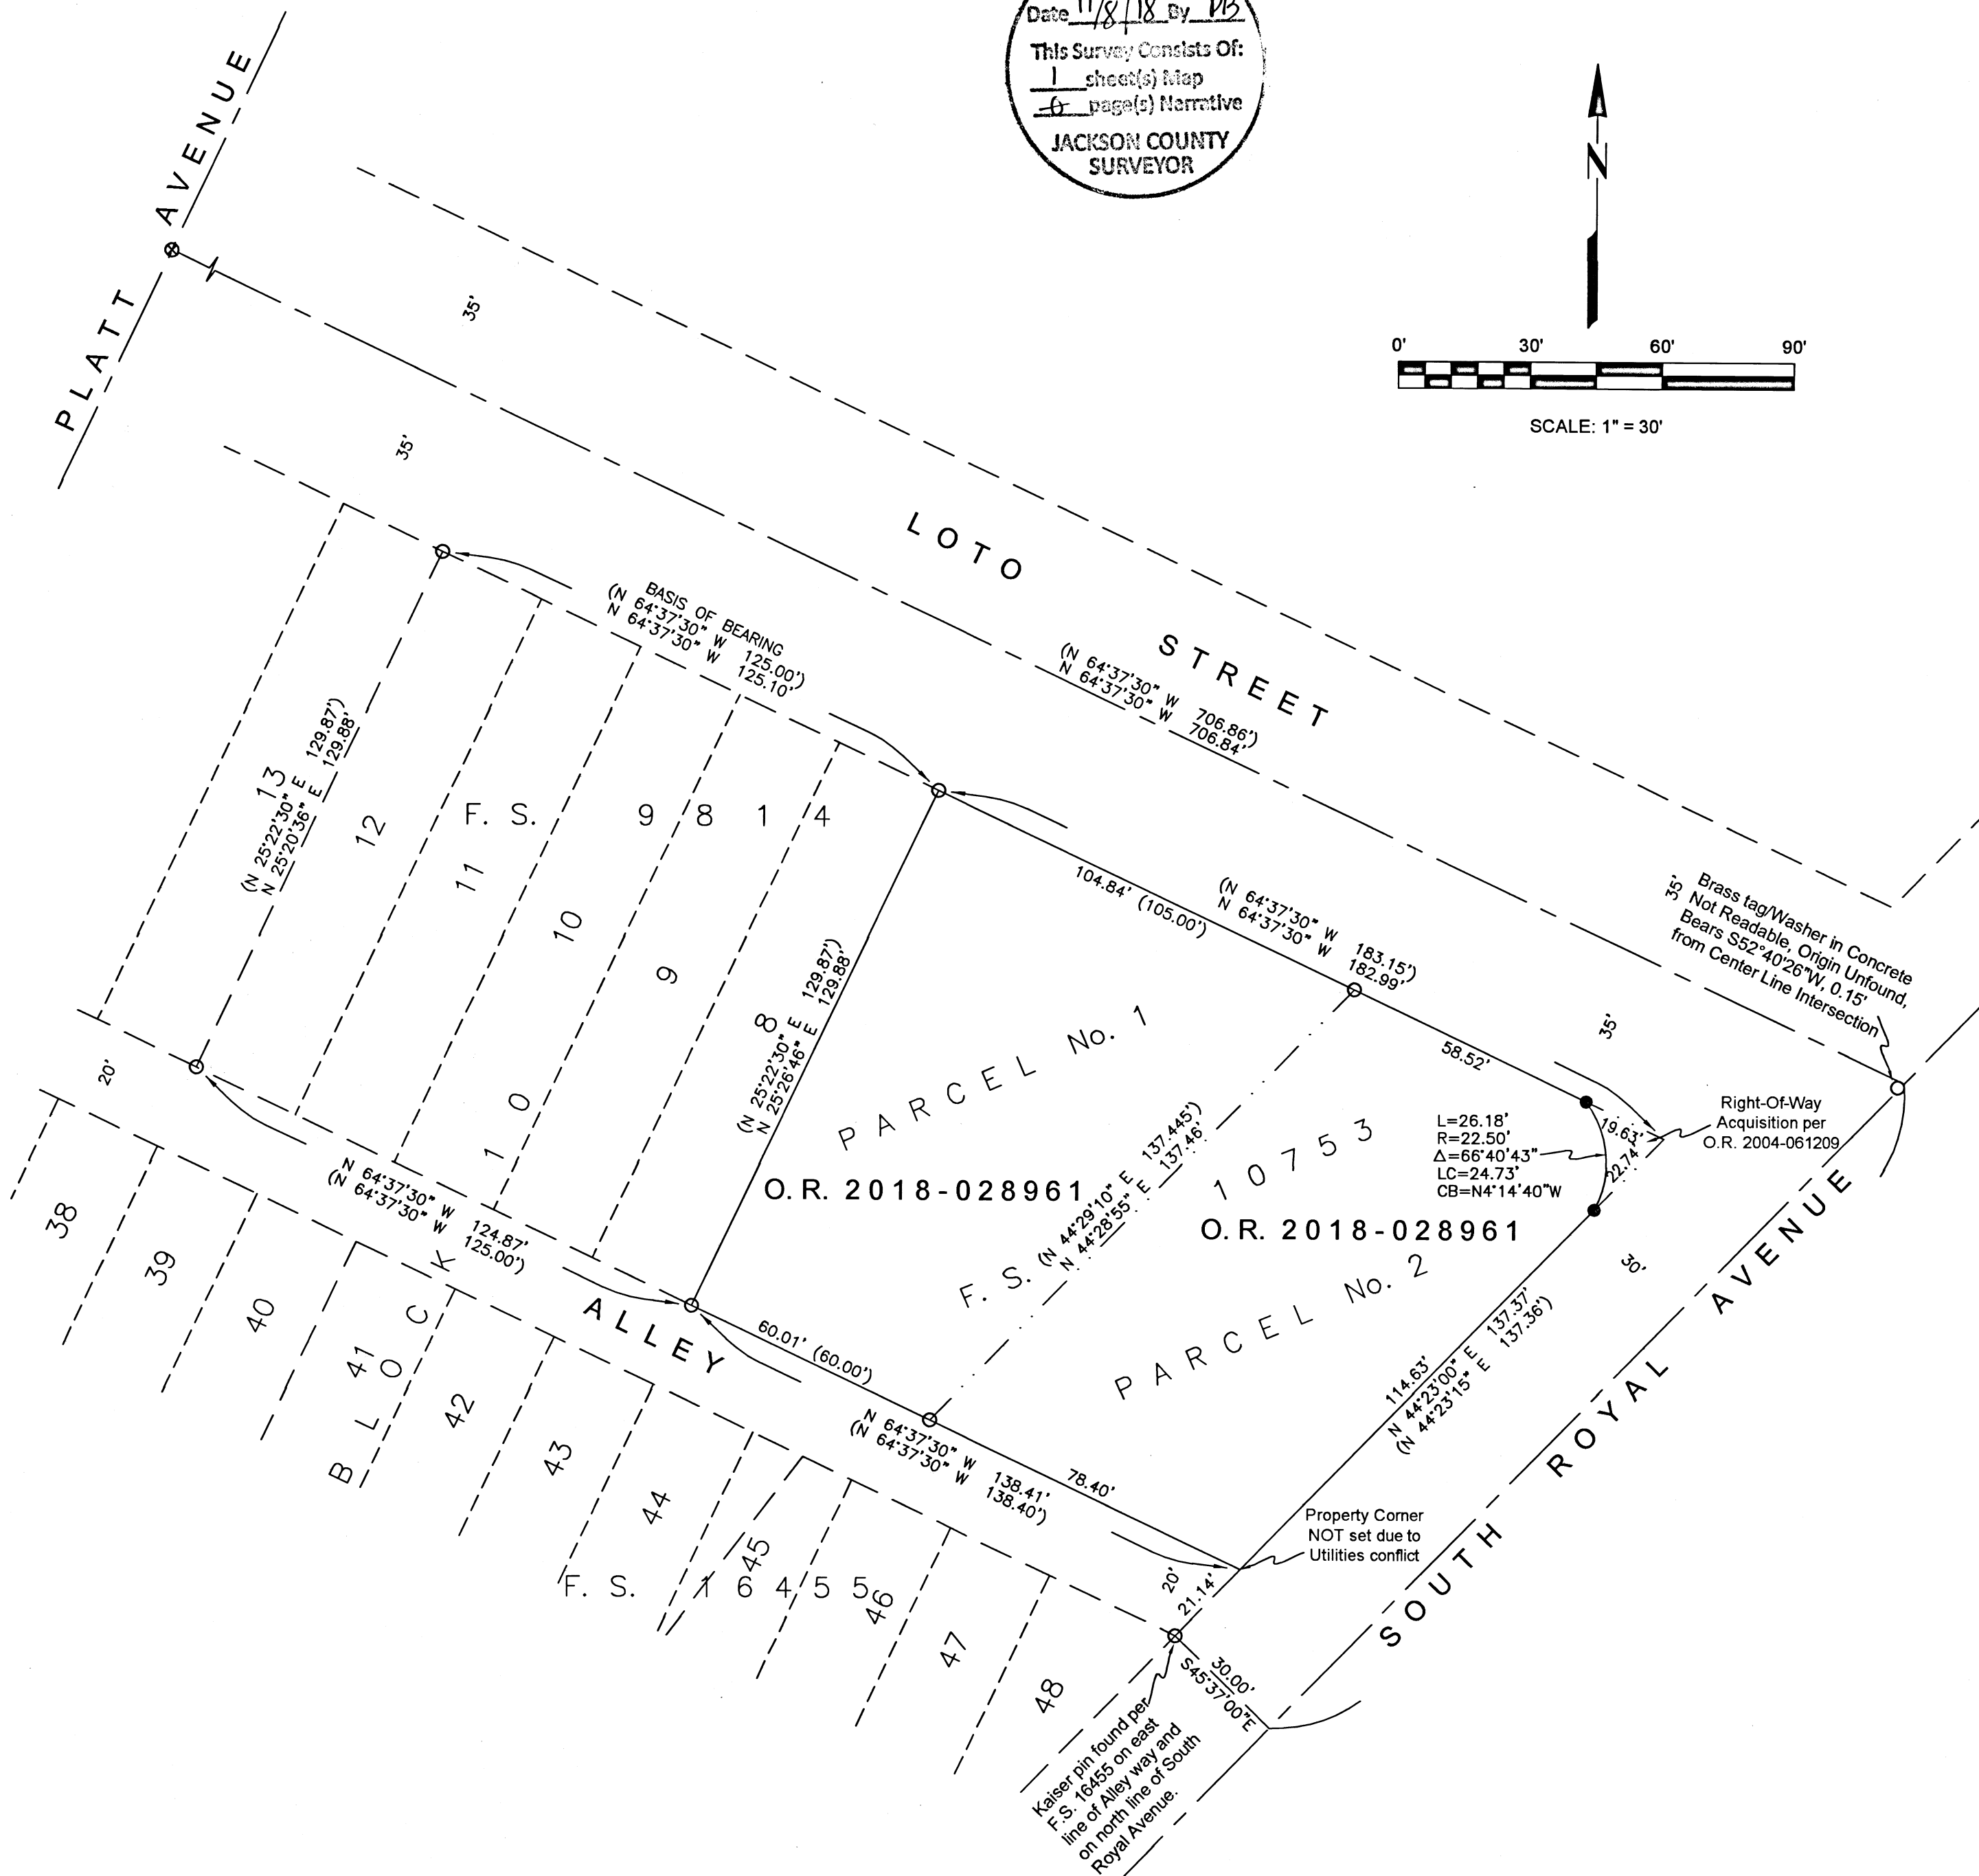 Date 11/8/18 By DB
This Survey Consists Of:
1 sheet(s) Map
0 page(s) Narrative
JACKSON COUNTY
SURVEYOR
N
0' 30' 60' 90'
SCALE: 1" = 30'
PLATT AVENUE
35'
35'
LOTO STREET
BASIS OF BEARING
(N 64°37'30" W 125.00')
N 64°37'30" W 125.10'
(N 64°37'30" W 706.86')
N 64°37'30" W 706.84'
13
(N 25°22'30" E 129.87')
N 25°20'36" E 129.88'
12
F. S. 9814
11
10
9
8
(N 25°22'30" E 129.87')
N 25°26'46" E 129.88'
104.84' (105.00')
(N 64°37'30" W 183.15')
N 64°37'30" W 182.99'
58.52'
35'
35'
Brass tag/Washer in Concrete
Not Readable, Origin Unfound,
Bears S52°40'26"W, 0.15'
from Center Line Intersection
Right-Of-Way
Acquisition per
O.R. 2004-061209
19.63'
22.74'
L=26.18'
R=22.50'
Δ=66°40'43"
LC=24.73'
CB=N4°14'40"W
PARCEL No. 1
O.R. 2018-028961
F. S. 10753
(N 44°29'10" E 137.445')
N 44°28'55" E 137.46'
O.R. 2018-028961
PARCEL No. 2
30'
SOUTH ROYAL AVENUE
114.63'
N 44°23'00" E 137.37'
(N 44°23'15" E 137.36')
20'
N 64°37'30" W 124.87'
(N 64°37'30" W 125.00')
BLOCK 10
ALLEY
60.01' (60.00')
N 64°37'30" W 138.41'
(N 64°37'30" W 138.40')
78.40'
Property Corner
NOT set due to
Utilities conflict
20'
21.14'
38
39
40
41
42
43
44
45
46
47
48
F. S. 16455
30.00'
S45°37'00"E
Kaiser pin found per
F.S. 16455 on east
line of Alley way and
on north line of South
Royal Avenue.